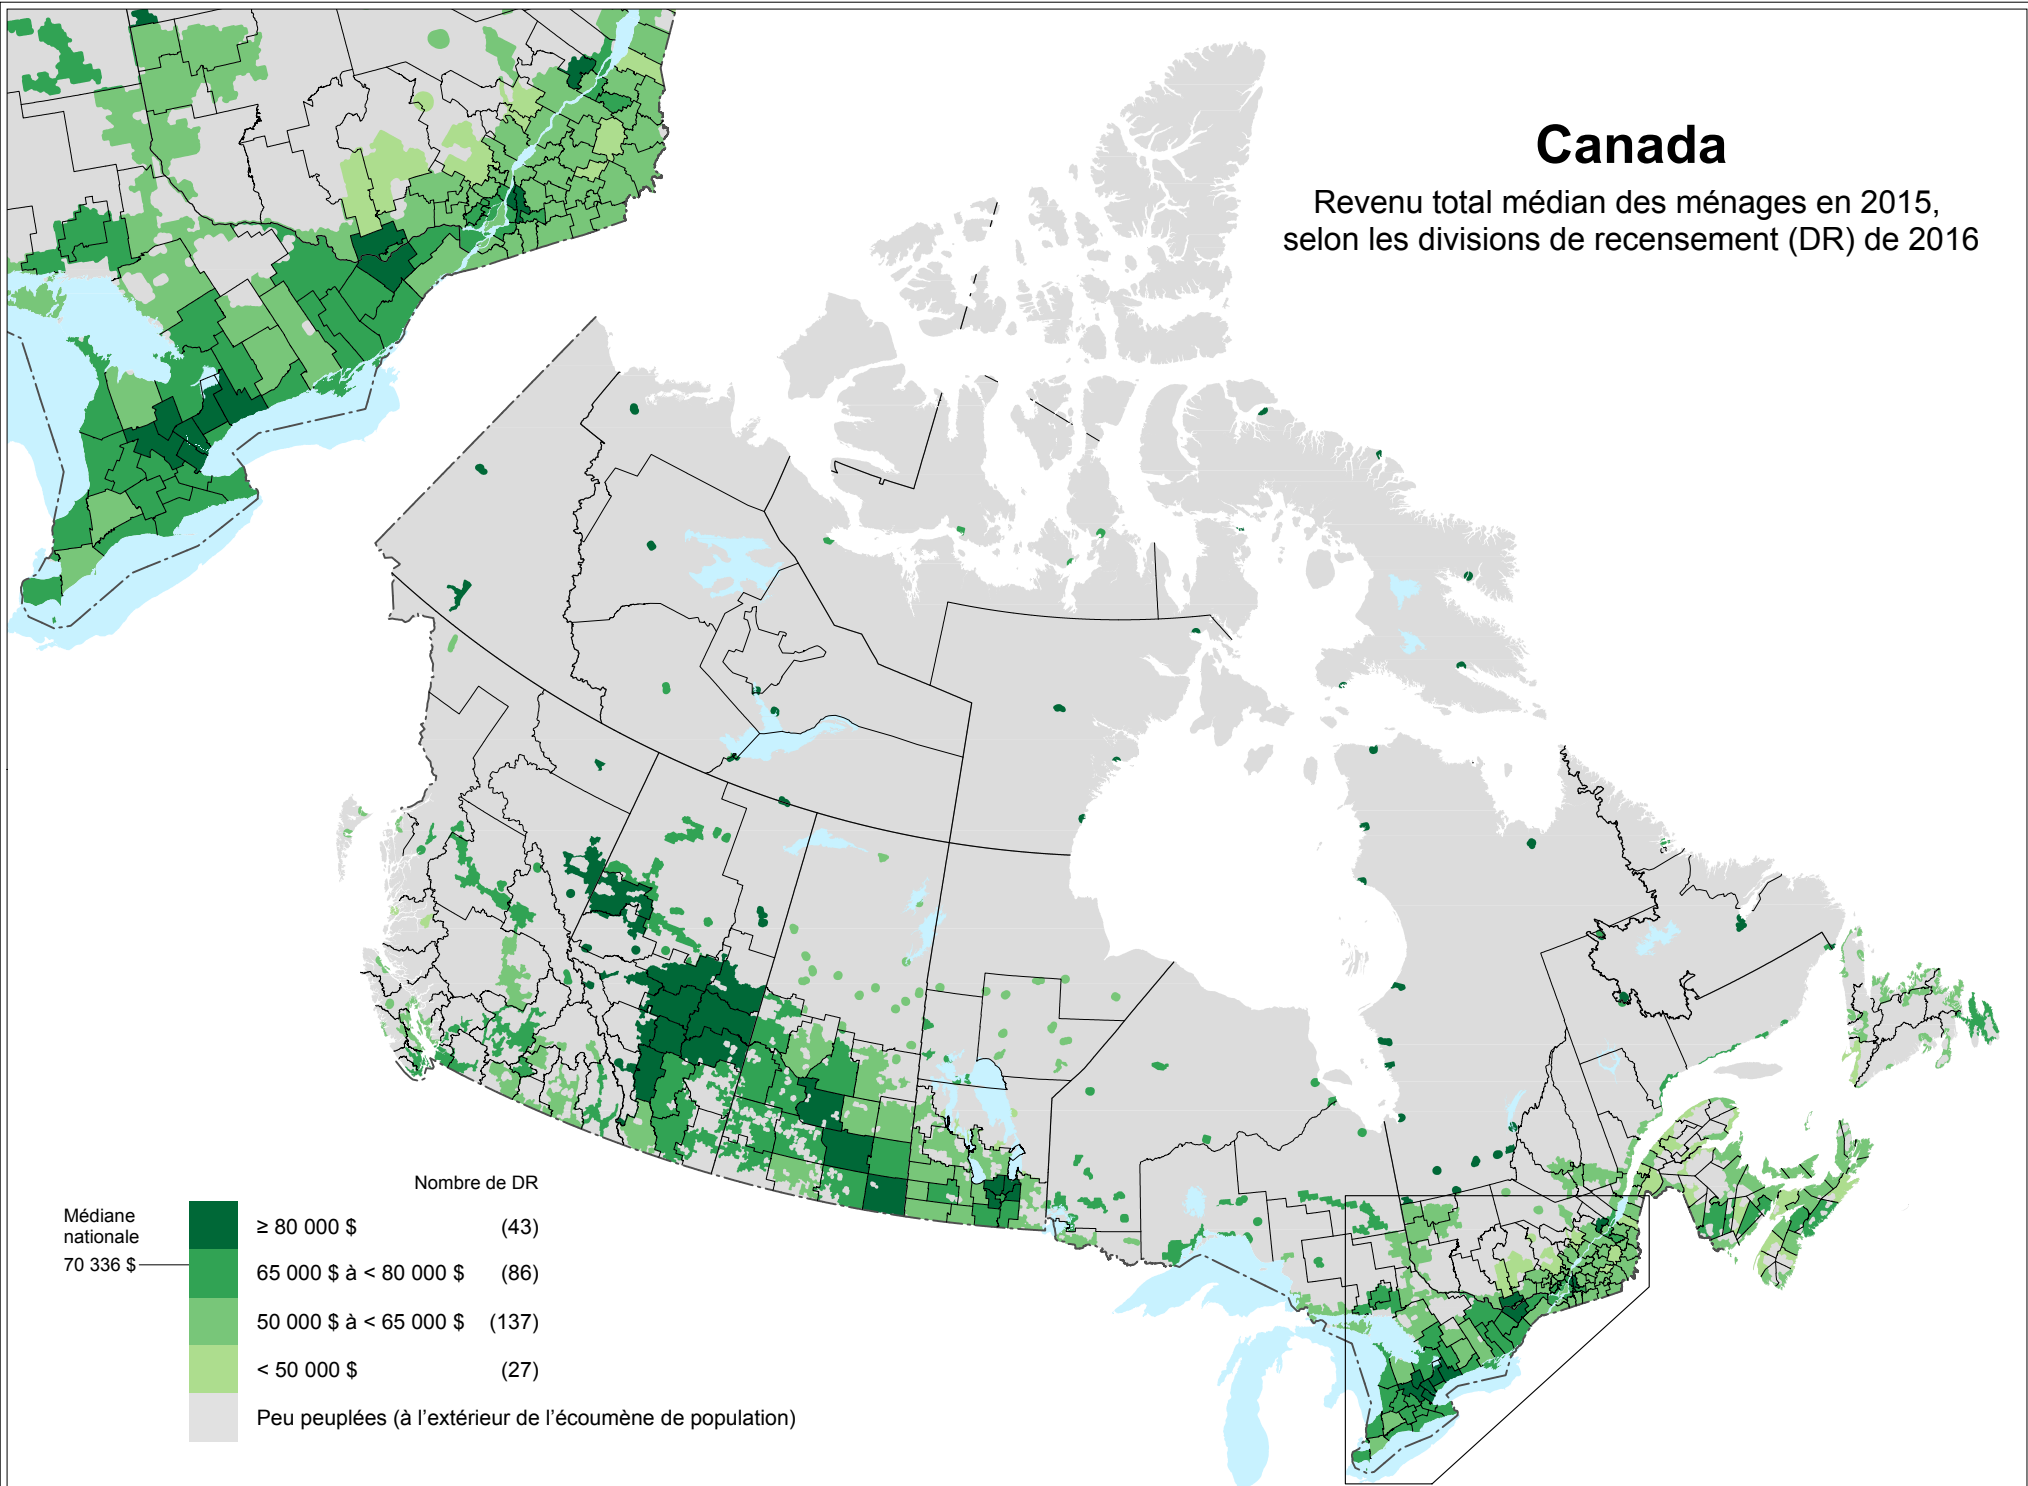 Canada
Revenu total médian des ménages en 2015,
selon les divisions de recensement (DR) de 2016
Nombre de DR
Médiane
nationale
70 336 $
≥ 80 000 $ (43)
65 000 $ à < 80 000 $ (86)
50 000 $ à < 65 000 $ (137)
< 50 000 $ (27)
Peu peuplées (à l’extérieur de l’écoumène de population)